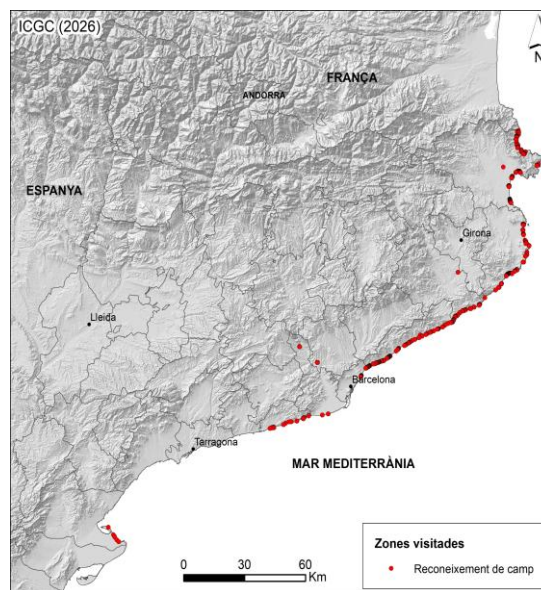 ICGC (2026)
FRANÇA
ANDORRA
N
ESPANYA
Girona
Lleida
Barcelona
Tarragona
MAR MEDITERRÀNIA
Zones visitades
Reconeixement de camp
0 30 60
Km